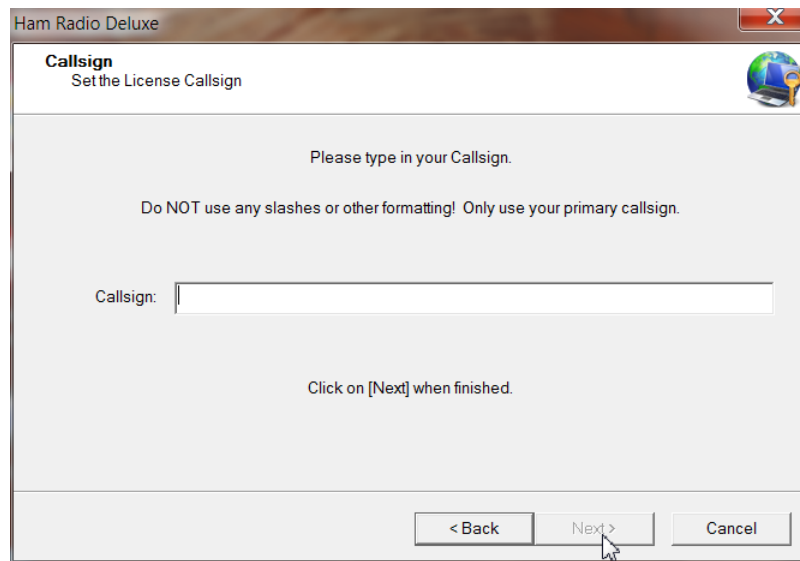 Ham Radio Deluxe
Callsign
Set the License Callsign
Please type in your Callsign.
Do NOT use any slashes or other formatting! Only use your primary callsign.
Callsign:
Click on [Next] when finished.
< Back
Next >
Cancel